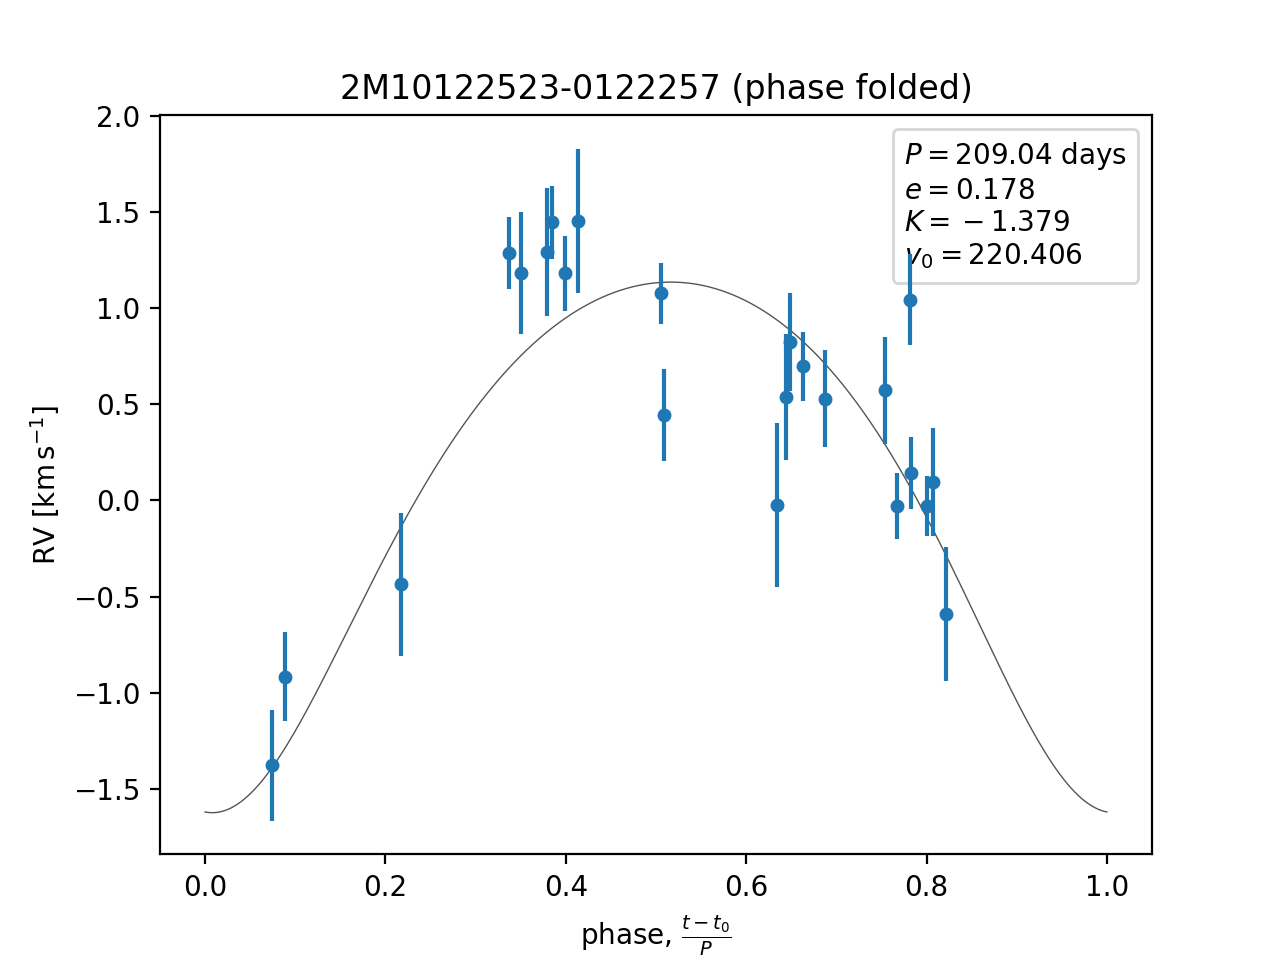 2M10122523-0122257 (phase folded)
P = 209.04 days
e = 0.178
K = −1.379
v₀ = 220.406
RV [km s⁻¹]
2.0
1.5
1.0
0.5
0.0
−0.5
−1.0
−1.5
0.0 0.2 0.4 0.6 0.8 1.0
phase, (t − t₀)/P